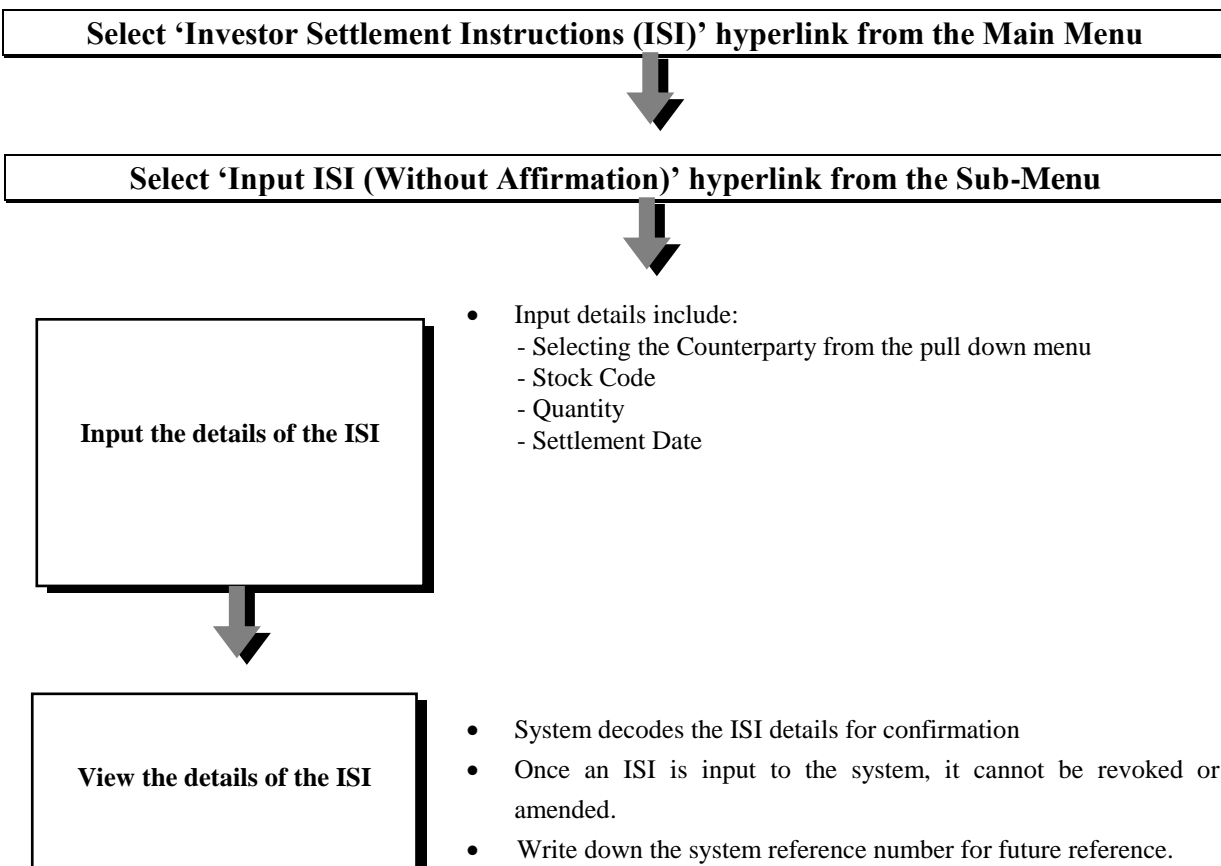 Select ‘Investor Settlement Instructions (ISI)’ hyperlink from the Main Menu
Select ‘Input ISI (Without Affirmation)’ hyperlink from the Sub-Menu
Input the details of the ISI
• Input details include:
- Selecting the Counterparty from the pull down menu
- Stock Code
- Quantity
- Settlement Date
View the details of the ISI
• System decodes the ISI details for confirmation
• Once an ISI is input to the system, it cannot be revoked or
amended.
• Write down the system reference number for future reference.